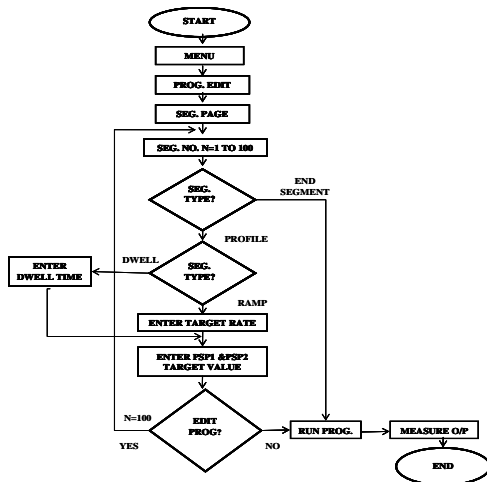 START
MENU
PROG. EDIT
SEG. PAGE
SEG. NO. N=1 TO 100
SEG.
TYPE?
END
SEGMENT
PROFILE
SEG.
TYPE?
DWELL
ENTER
DWELL TIME
RAMP
ENTER TARGET RATE
ENTER PSP1 &PSP2
TARGET VALUE
N=100
YES
EDIT
PROG?
NO
RUN PROG.
MEASURE O/P
END